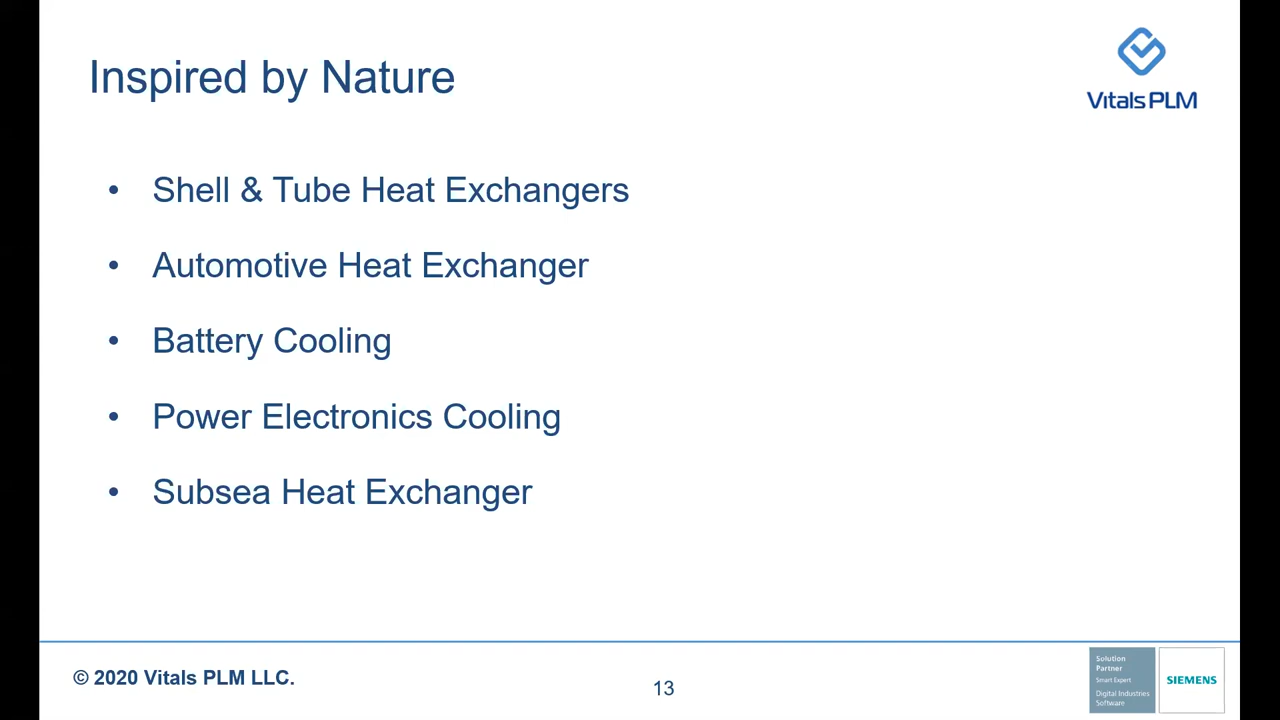 Inspired by Nature
Vitals PLM
• Shell & Tube Heat Exchangers
• Automotive Heat Exchanger
• Battery Cooling
• Power Electronics Cooling
• Subsea Heat Exchanger
© 2020 Vitals PLM LLC.
13
Solution
Partner
Smart Expert
Digital Industries
Software
SIEMENS